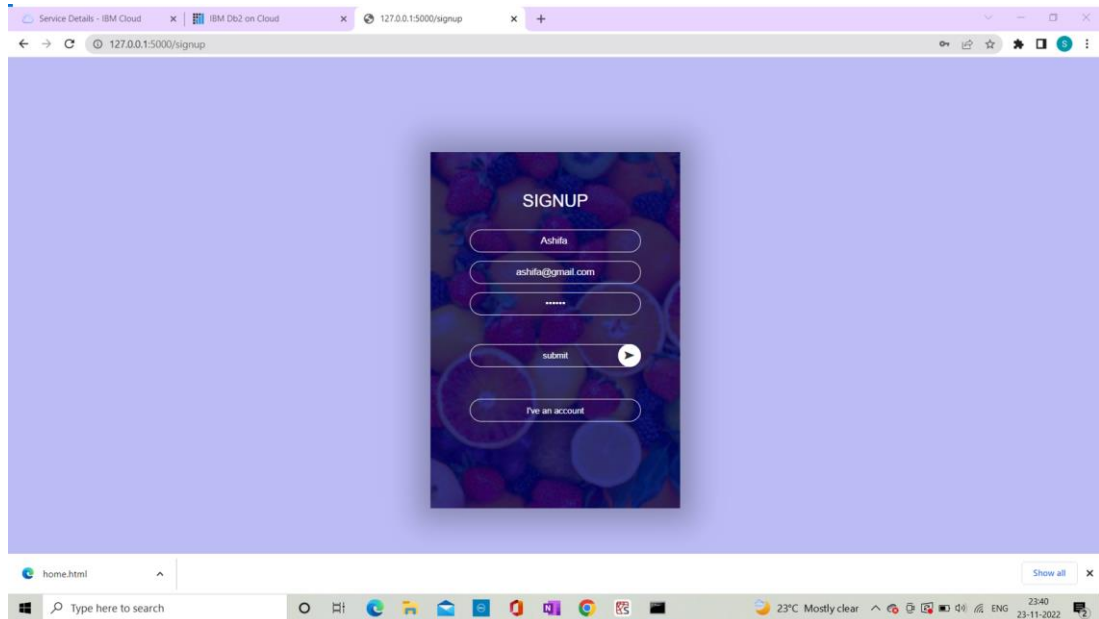 Service Details - IBM Cloud
IBM Db2 on Cloud
127.0.0.1:5000/signup
127.0.0.1:5000/signup
S
SIGNUP
Ashifa
ashifa@gmail.com
••••••
submit
I've an account
home.html
Show all
Type here to search
23°C Mostly clear
ENG
23:40
23-11-2022